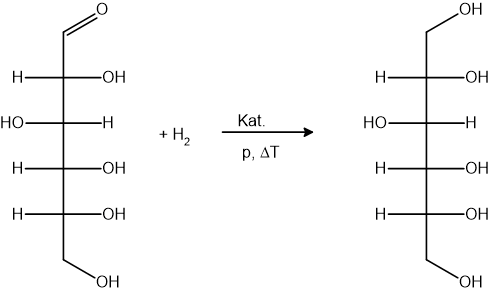 O
OH
H OH H OH
HO H Kat. HO H
+ H2
p, ΔT
H OH H OH
H OH H OH
OH OH